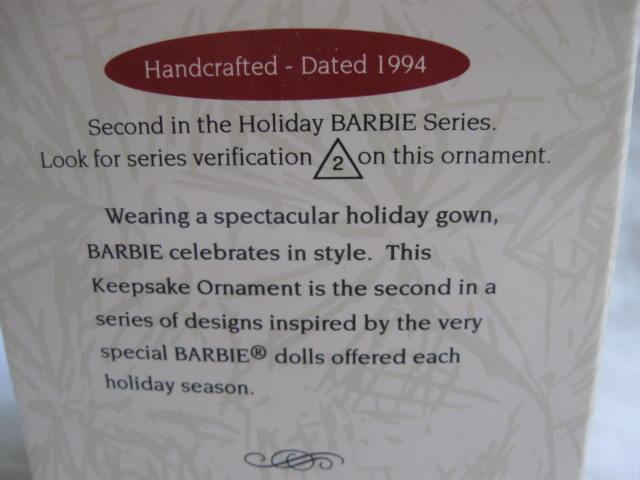 Handcrafted - Dated 1994
Second in the Holiday BARBIE Series.
Look for series verification 2 on this ornament.
Wearing a spectacular holiday gown,
BARBIE celebrates in style. This
Keepsake Ornament is the second in a
series of designs inspired by the very
special BARBIE® dolls offered each
holiday season.